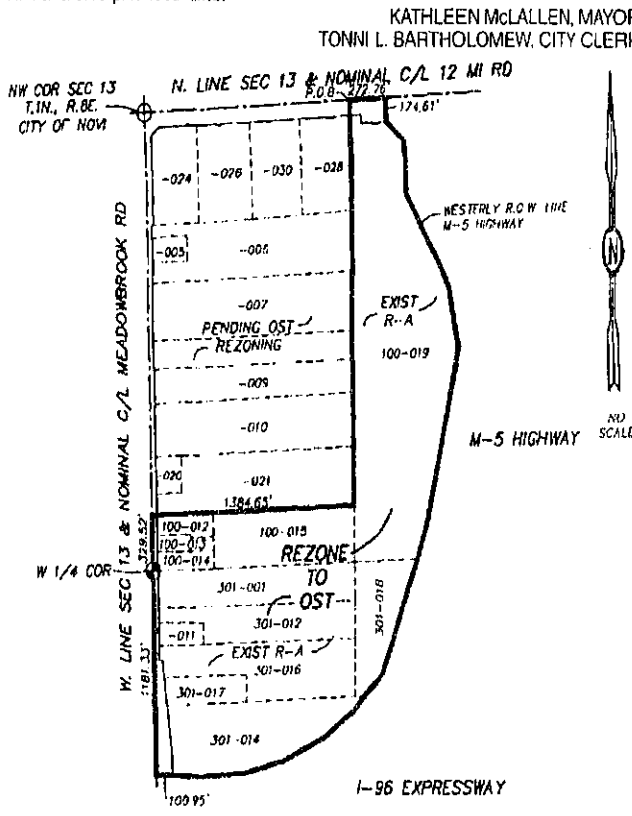 KATHLEEN McLALLEN, MAYOR
TONNI L. BARTHOLOMEW, CITY CLERK
NW COR SEC 13
T.1N., R.8E.
CITY OF NOVI
N. LINE SEC 13 & NOMINAL C/L 12 MI RD
P.O.B.
272.76
174.61'
-024
-026
-030
-028
WESTERLY R.O.W LINE
M-5 HIGHWAY
N
NO
SCALE
-005
-006
-007
EXIST
R-A
100-019
PENDING OST
REZONING
-009
-010
M-5 HIGHWAY
-020
-021
1384.65'
W. LINE SEC 13 & NOMINAL C/L MEADOWBROOK RD
329.52'
100-012
100-013
100-014
100-015
W 1/4 COR
REZONE
TO
OST
301-001
301-012
301-018
-011
EXIST R-A
301-016
301-017
301-014
1181.33'
100.95'
I-96 EXPRESSWAY